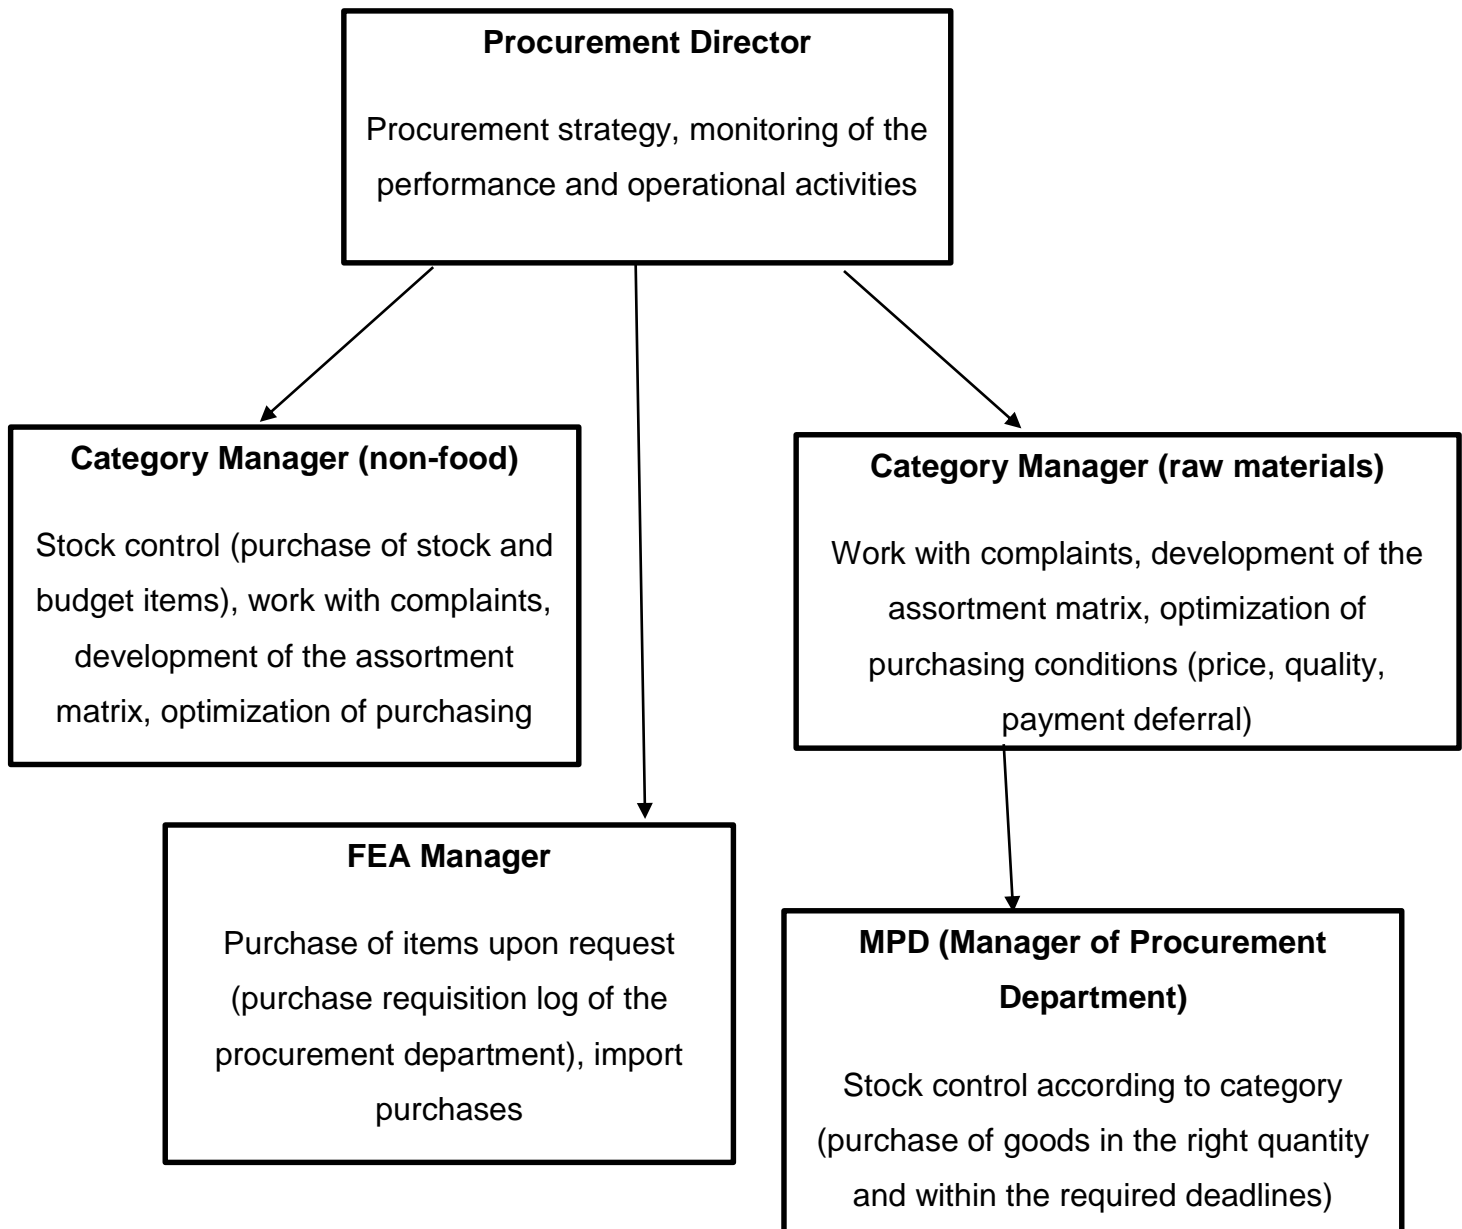 Procurement Director
Procurement strategy, monitoring of the
performance and operational activities
Category Manager (non-food)
Stock control (purchase of stock and
budget items), work with complaints,
development of the assortment
matrix, optimization of purchasing
Category Manager (raw materials)
Work with complaints, development of the
assortment matrix, optimization of
purchasing conditions (price, quality,
payment deferral)
FEA Manager
Purchase of items upon request
(purchase requisition log of the
procurement department), import
purchases
MPD (Manager of Procurement
Department)
Stock control according to category
(purchase of goods in the right quantity
and within the required deadlines)